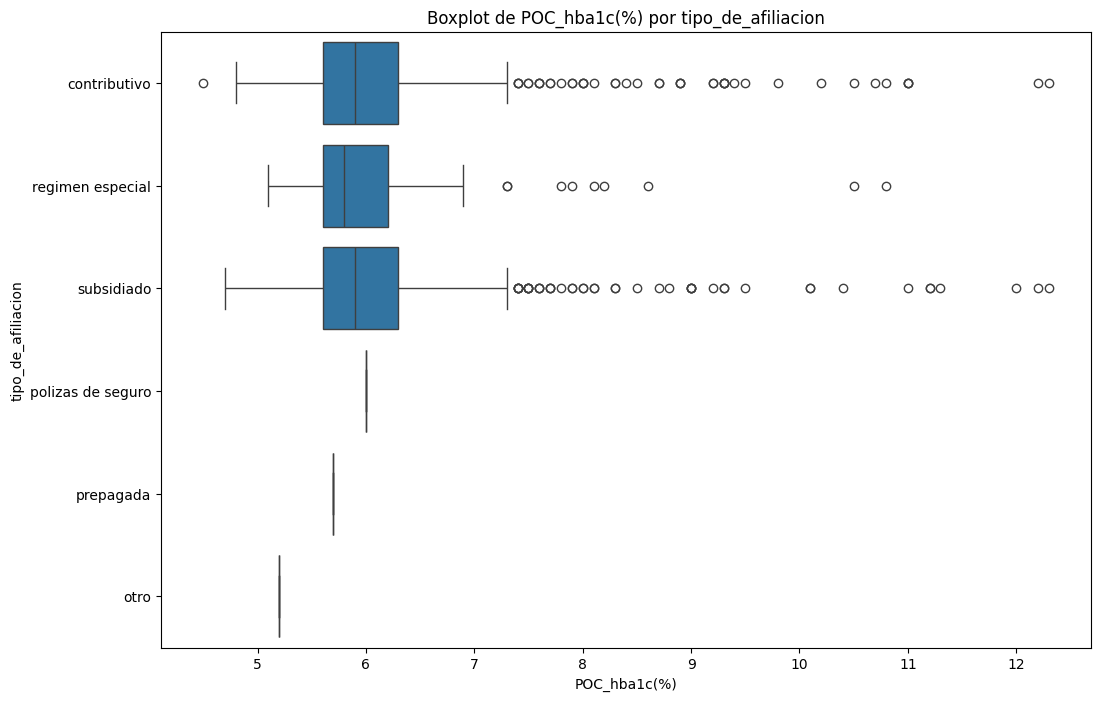 Boxplot de POC_hba1c(%) por tipo_de_afiliacion
tipo_de_afiliacion
contributivo
regimen especial
subsidiado
polizas de seguro
prepagada
otro
5 6 7 8 9 10 11 12
POC_hba1c(%)